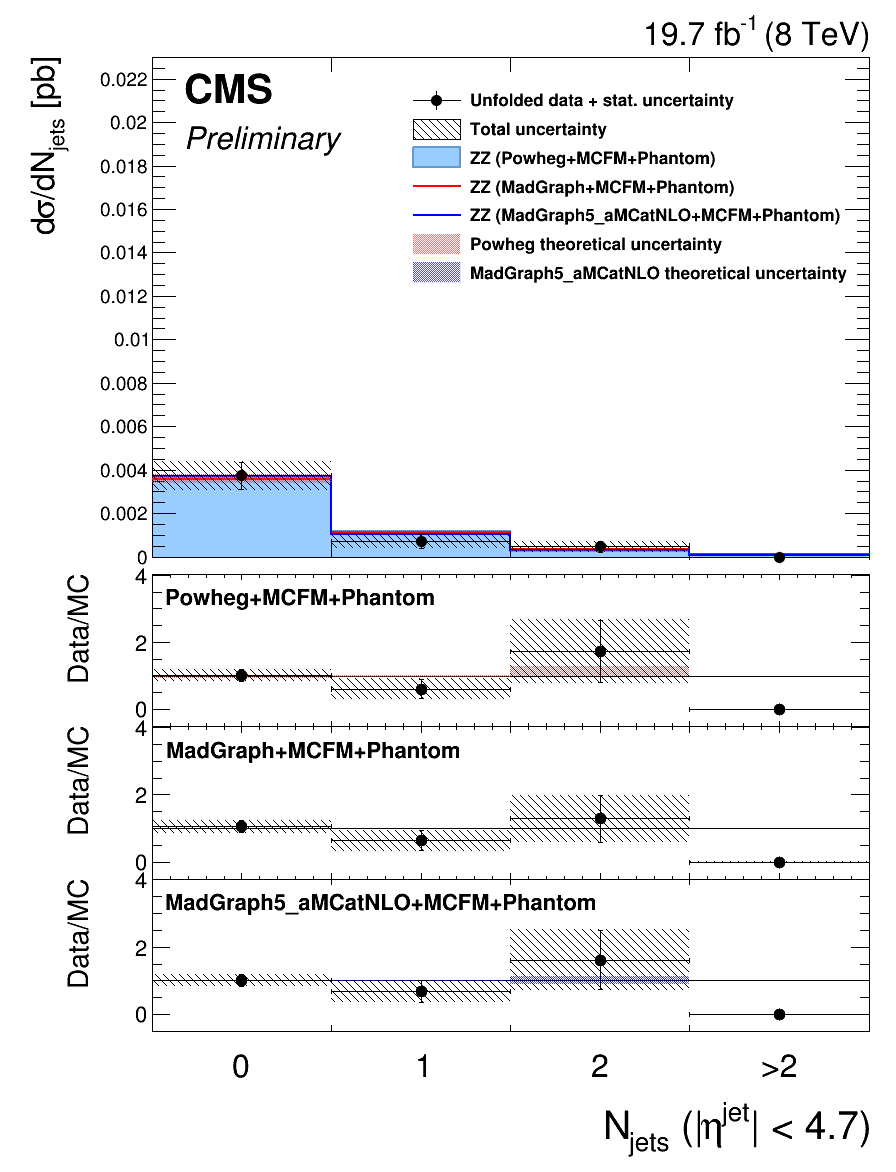 19.7 fb⁻¹ (8 TeV)
dσ/dN_jets [pb]
CMS
Preliminary
Unfolded data + stat. uncertainty
Total uncertainty
ZZ (Powheg+MCFM+Phantom)
ZZ (MadGraph+MCFM+Phantom)
ZZ (MadGraph5_aMCatNLO+MCFM+Phantom)
Powheg theoretical uncertainty
MadGraph5_aMCatNLO theoretical uncertainty
0.022
0.02
0.018
0.016
0.014
0.012
0.01
0.008
0.006
0.004
0.002
0
Data/MC
Powheg+MCFM+Phantom
4
2
0
Data/MC
MadGraph+MCFM+Phantom
4
2
0
Data/MC
MadGraph5_aMCatNLO+MCFM+Phantom
4
2
0
0 1 2 >2
N_jets (|η^jet| < 4.7)